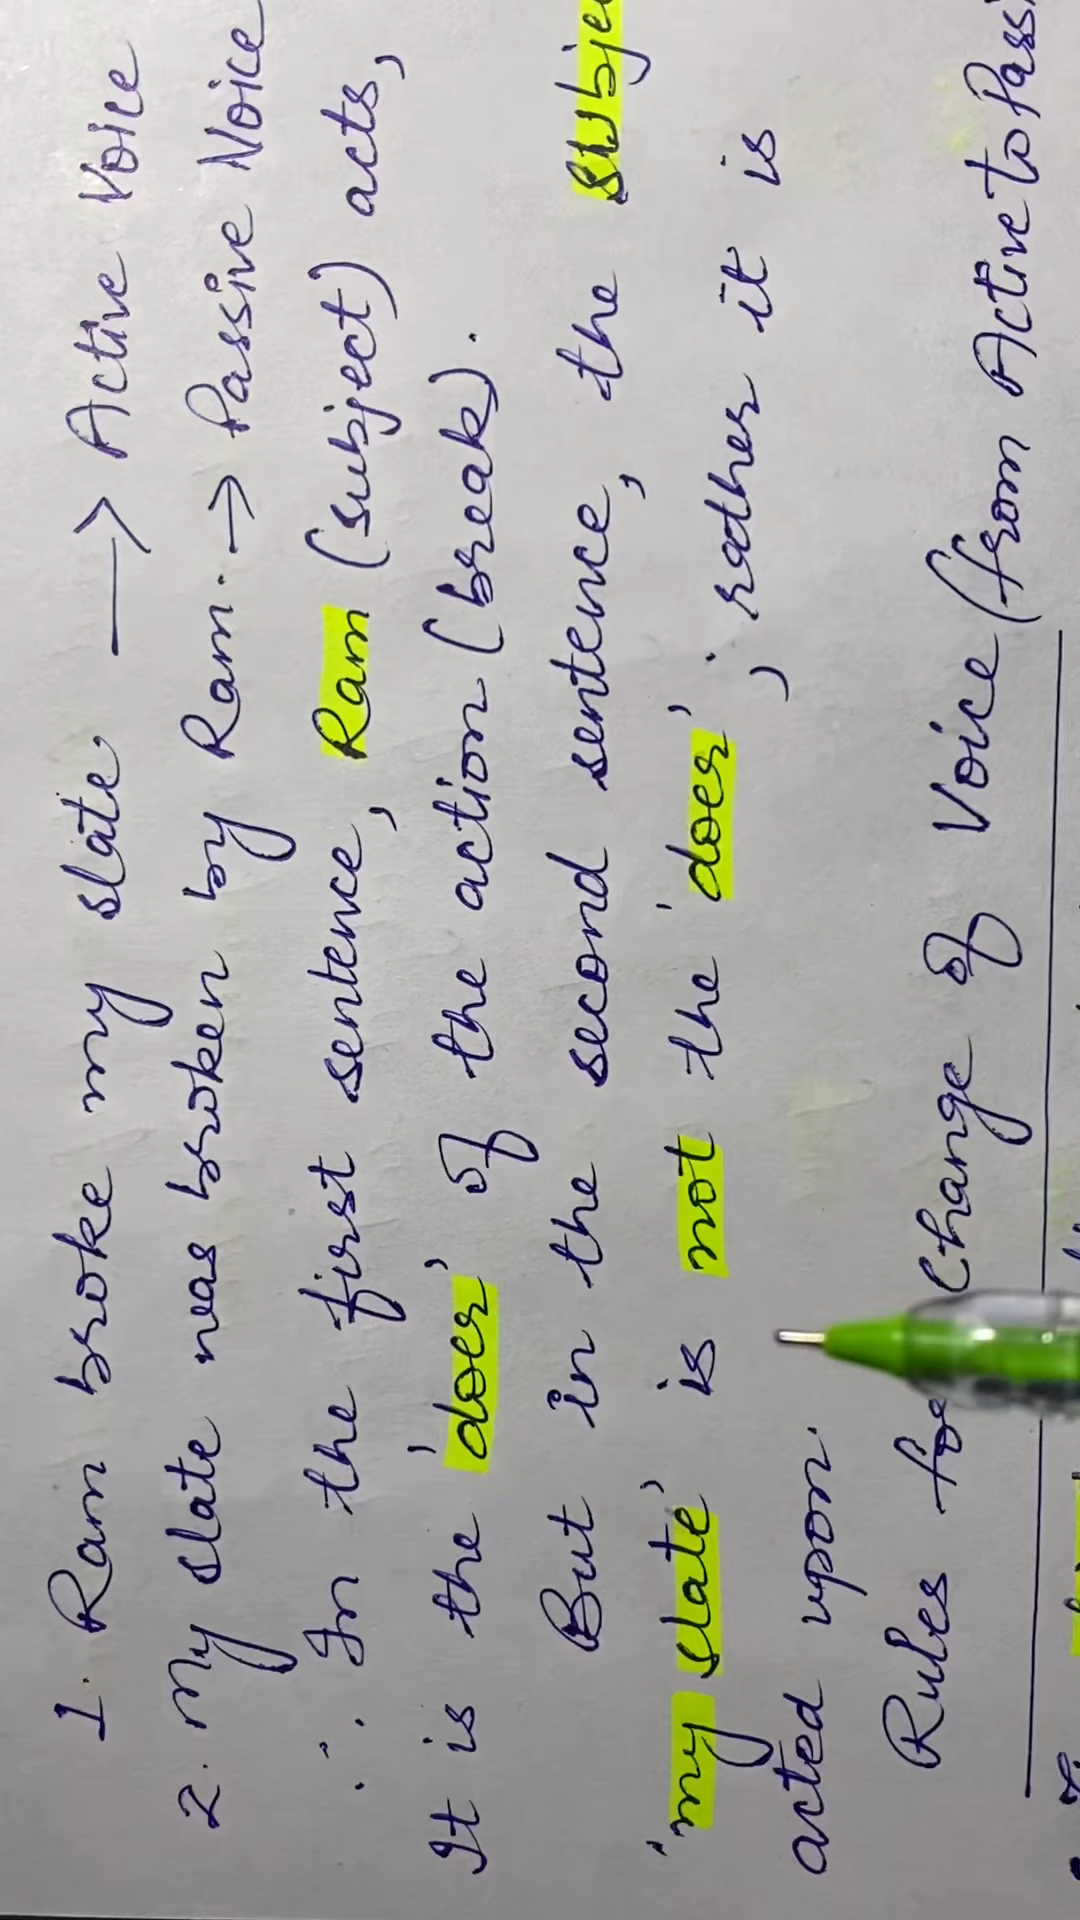 1. Ram broke my slate. → Active Voice
2. My slate was broken by Ram. → Passive Voice
∴ In the first sentence, Ram (subject) acts,
It is the 'doer' of the action (break).
But in the second sentence, the subje
'my slate' is not the 'doer', rather it is
acted upon.
Rules for Change of Voice (from Active to Passi